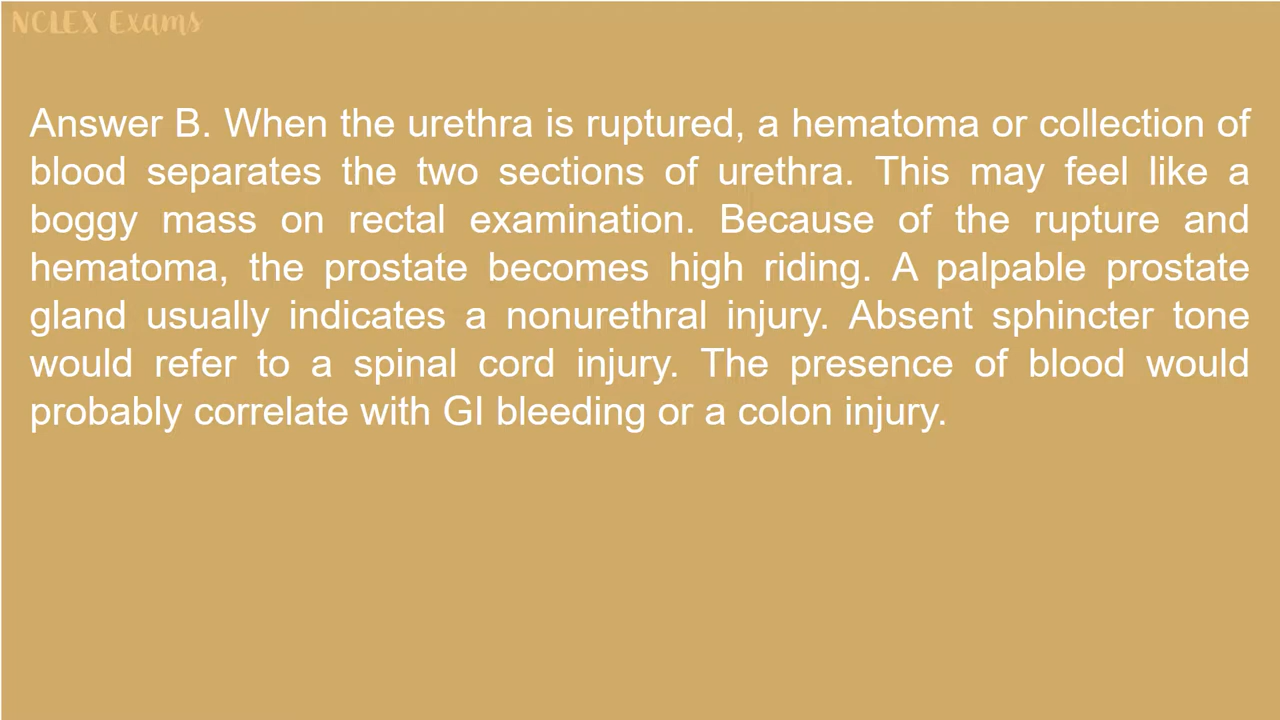 NCLEX Exams
Answer B. When the urethra is ruptured, a hematoma or collection of
blood separates the two sections of urethra. This may feel like a
boggy mass on rectal examination. Because of the rupture and
hematoma, the prostate becomes high riding. A palpable prostate
gland usually indicates a nonurethral injury. Absent sphincter tone
would refer to a spinal cord injury. The presence of blood would
probably correlate with GI bleeding or a colon injury.